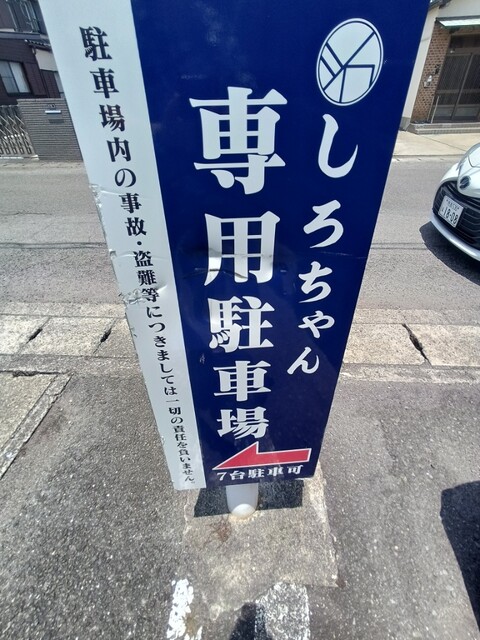 しろちゃん
専用駐車場
7台駐車可
駐車場内の事故・盗難等につきましては一切の責任を負いません。